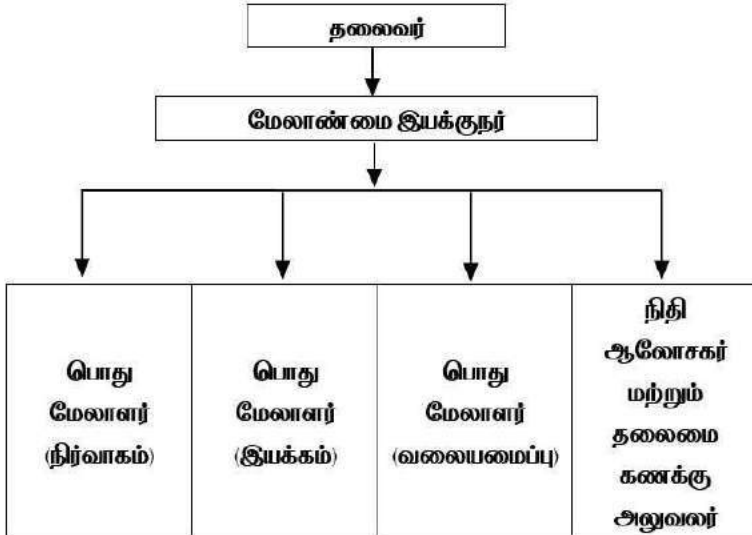 தலைவர்
மேலாண்மை இயக்குநர்
பொது
மேலாளர்
(நிர்வாகம்)
பொது
மேலாளர்
(இயக்கம்)
பொது
மேலாளர்
(வலையமைப்பு)
நிதி
ஆலோசகர்
மற்றும்
தலைமை
கணக்கு
அலுவலர்